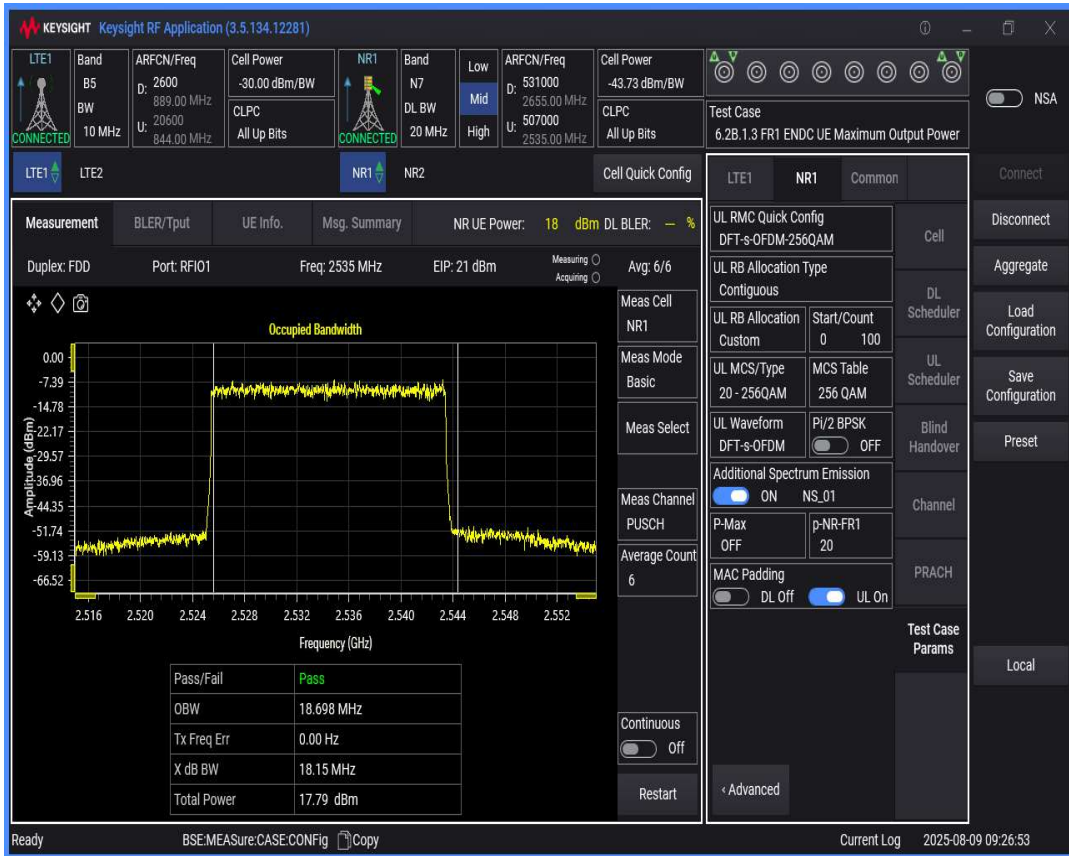 KEYSIGHT Keysight RF Application (3.5.134.12281)
LTE1 Band ARFCN/Freq Cell Power NR1 Band Low ARFCN/Freq Cell Power
B5 D: 2600 -30.00 dBm/BW N7 D: 531000 -43.73 dBm/BW
889.00 MHz 2655.00 MHz
BW CLPC DL BW Mid CLPC Test Case
CONNECTED 10 MHz U: 20600 All Up Bits CONNECTED 20 MHz High U: 507000 All Up Bits 6.2B.1.3 FR1 ENDC UE Maximum Output Power
844.00 MHz 2535.00 MHz
NSA
LTE1 LTE2 NR1 NR2 Cell Quick Config LTE1 NR1 Common Connect
Measurement BLER/Tput UE Info. Msg. Summary NR UE Power: 18 dBm DL BLER: — %
Duplex: FDD Port: RFIO1 Freq: 2535 MHz EIP: 21 dBm Measuring Avg: 6/6
Acquiring
Occupied Bandwidth
Amplitude (dBm)
0.00
-7.39
-14.78
-22.17
-29.57
-36.96
-44.35
-51.74
-59.13
-66.52
2.516 2.520 2.524 2.528 2.532 2.536 2.540 2.544 2.548 2.552
Frequency (GHz)
Pass/Fail Pass
OBW 18.698 MHz
Tx Freq Err 0.00 Hz
X dB BW 18.15 MHz
Total Power 17.79 dBm
Meas Cell
NR1
Meas Mode
Basic
Meas Select
Meas Channel
PUSCH
Average Count
6
Continuous
Off
Restart
UL RMC Quick Config
DFT-s-OFDM-256QAM
UL RB Allocation Type
Contiguous
UL RB Allocation Start/Count
Custom 0 100
UL MCS/Type MCS Table
20 - 256QAM 256 QAM
UL Waveform Pi/2 BPSK
DFT-s-OFDM OFF
Additional Spectrum Emission
ON NS_01
P-Max p-NR-FR1
OFF 20
MAC Padding
DL Off UL On
‹ Advanced
Cell
DL
Scheduler
UL
Scheduler
Blind
Handover
Channel
PRACH
Test Case
Params
Disconnect
Aggregate
Load
Configuration
Save
Configuration
Preset
Local
Ready BSE:MEASure:CASE:CONFig Copy Current Log 2025-08-09 09:26:53